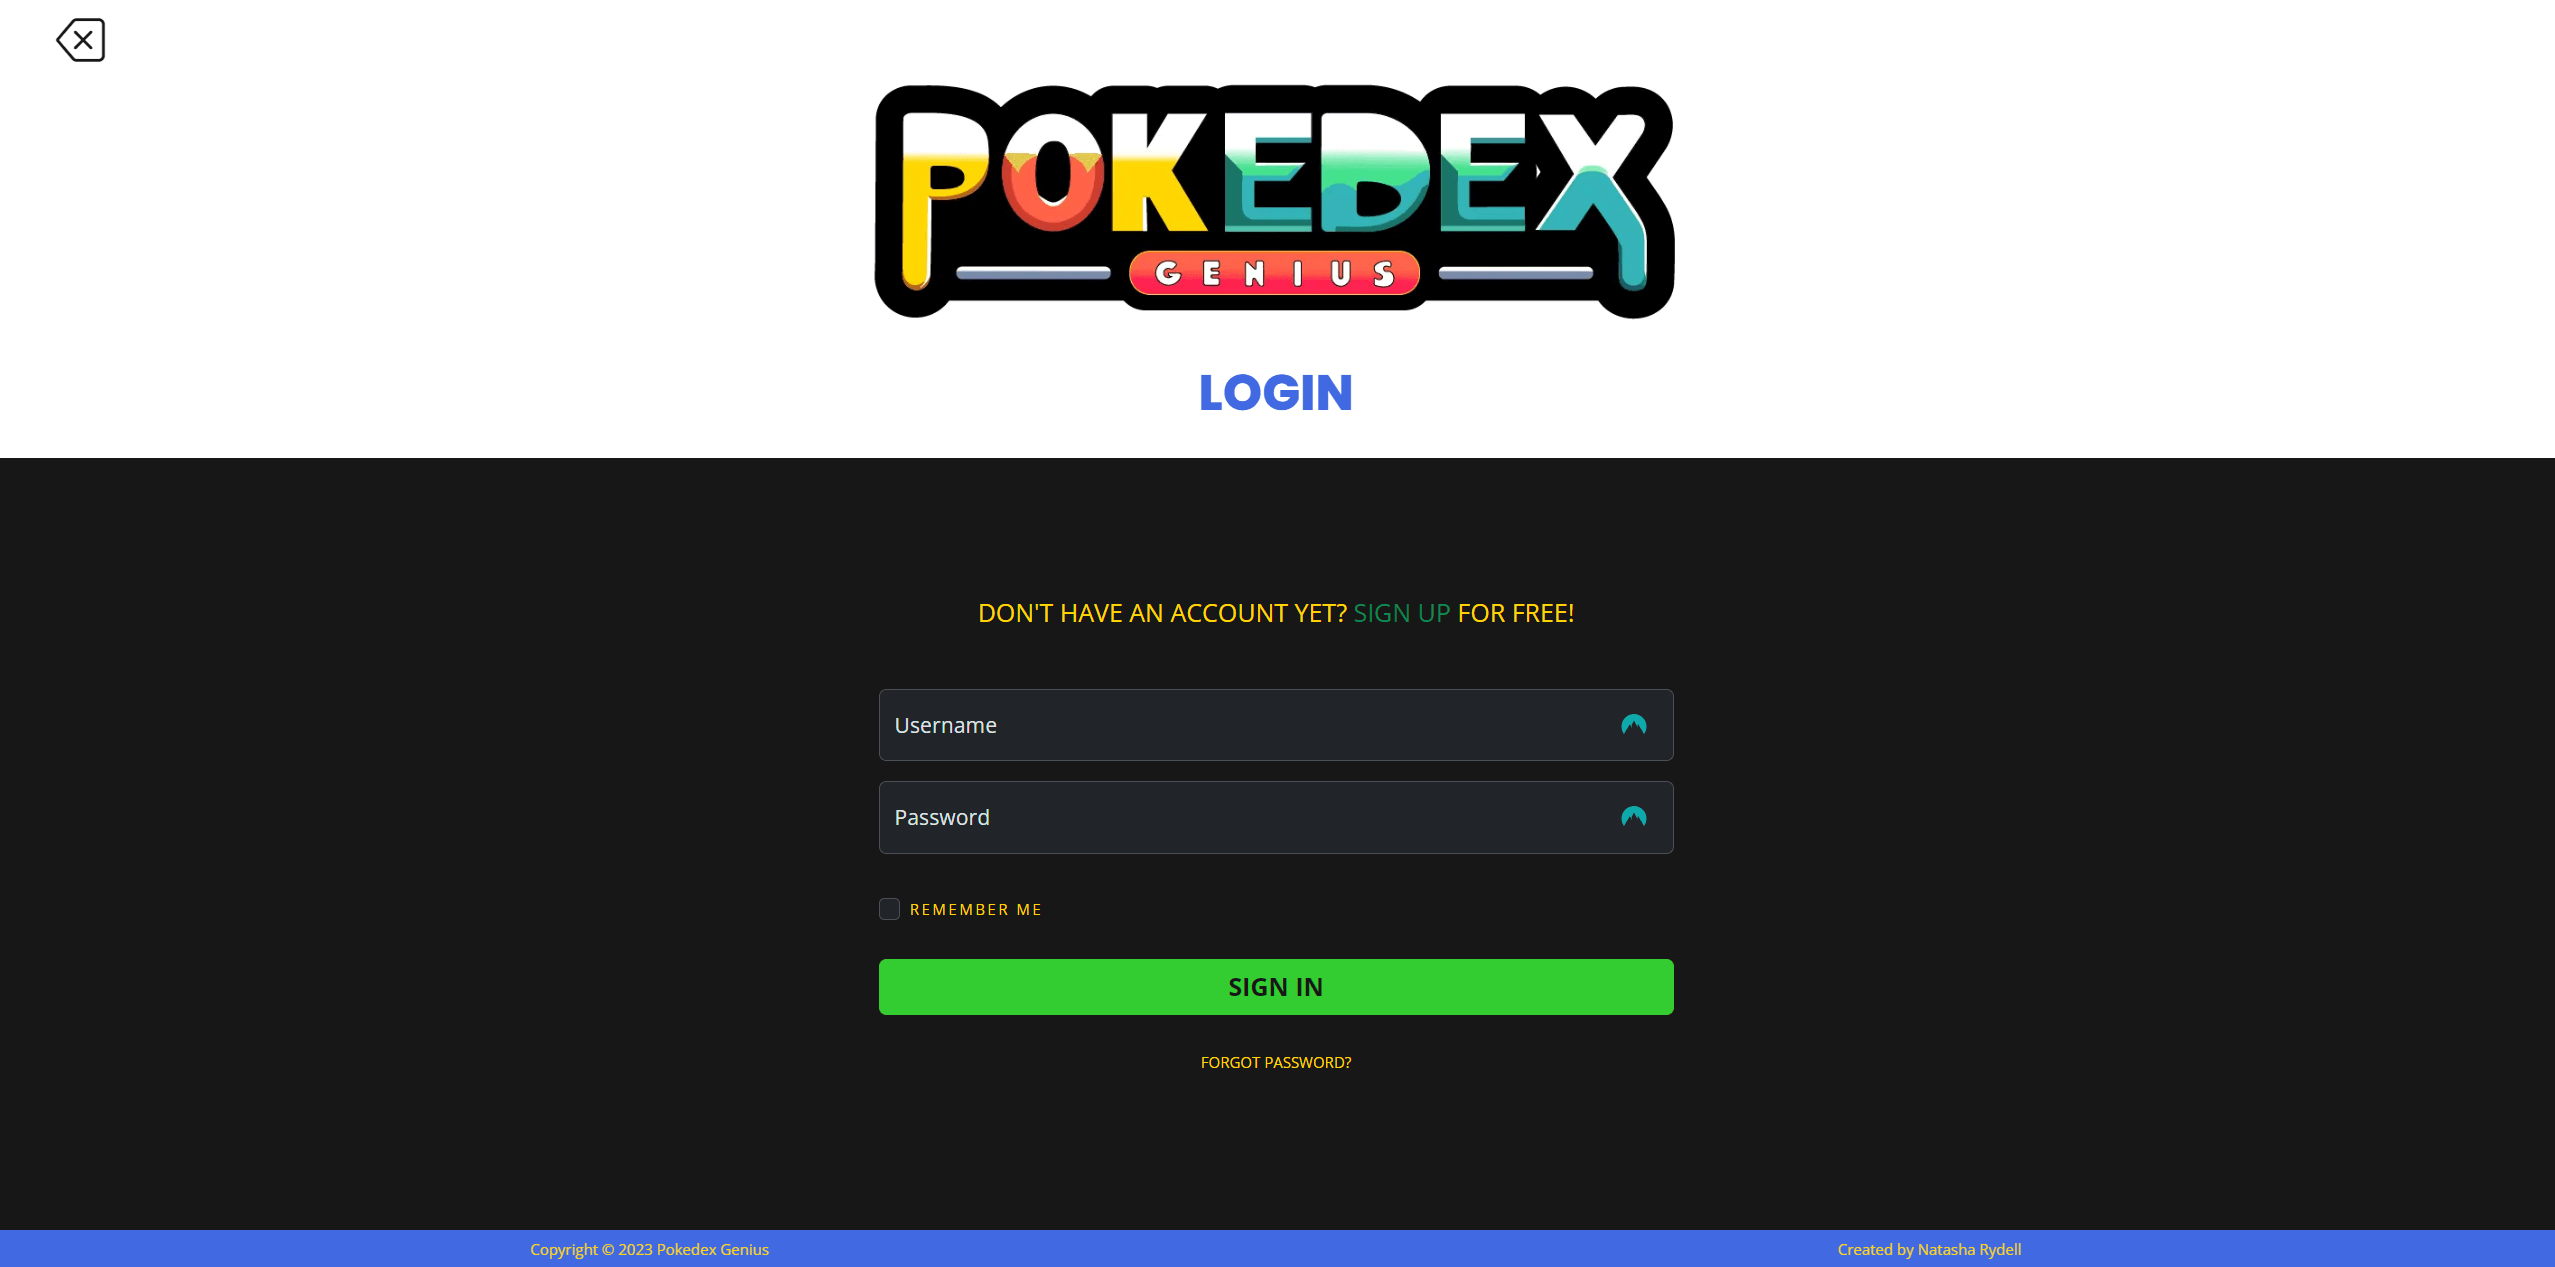 POKEDEX
GENIUS
LOGIN
DON'T HAVE AN ACCOUNT YET? SIGN UP FOR FREE!
Username
Password
REMEMBER ME
SIGN IN
FORGOT PASSWORD?
Copyright © 2023 Pokedex Genius
Created by Natasha Rydell